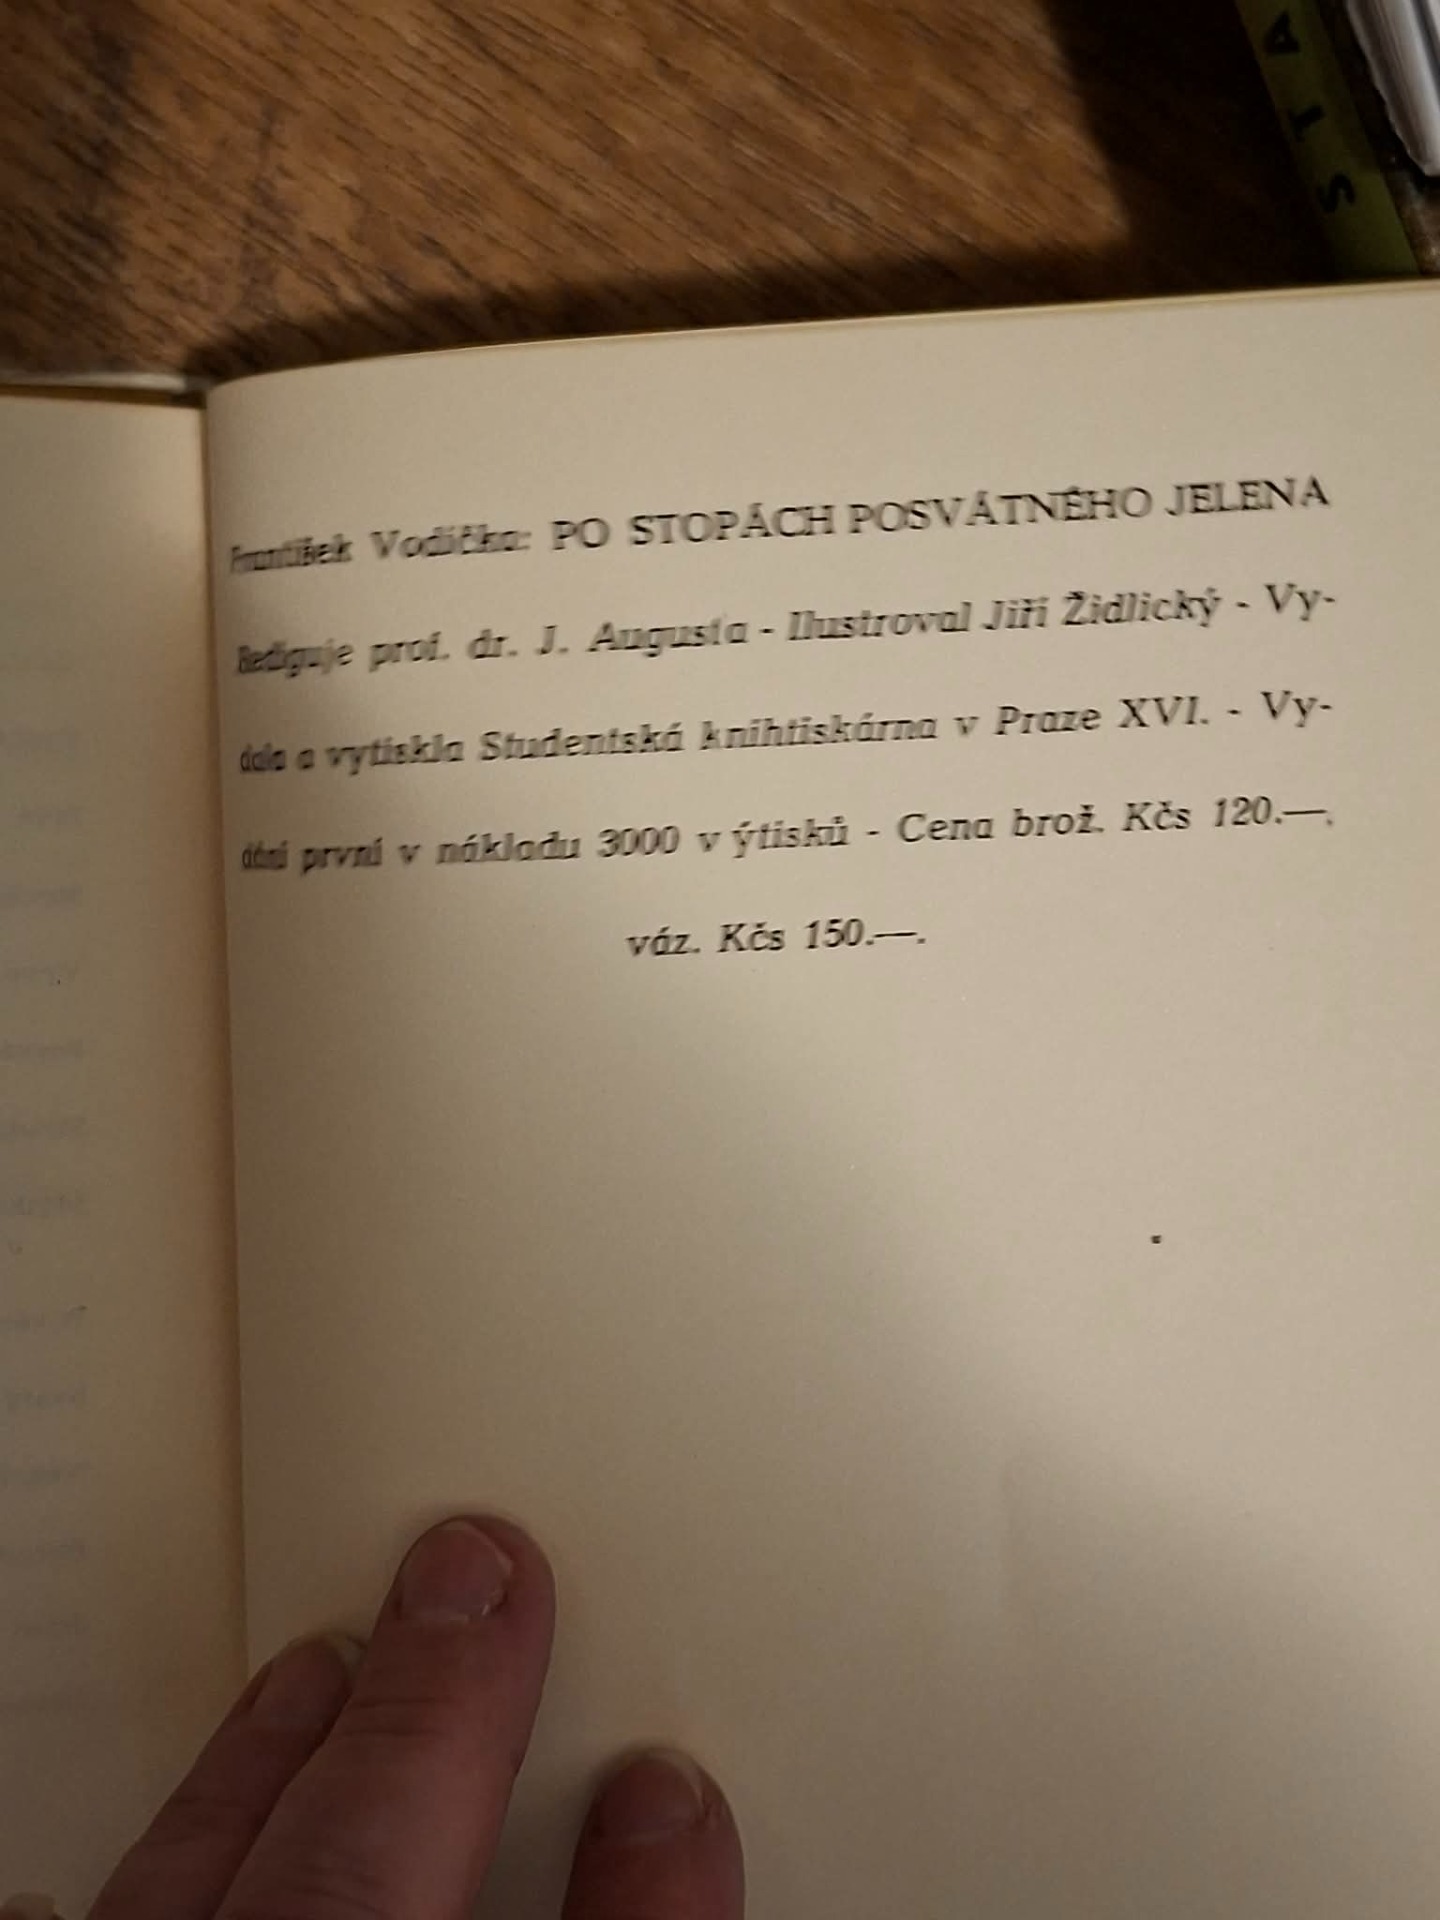 František Vodička: PO STOPÁCH POSVÁTNÉHO JELENA
Rediguje prof. dr. J. Augusta - Ilustroval Jiří Židlický - Vy-
dala a vytiskla Studentská knihtiskárna v Praze XVI. - Vy-
dání první v nákladu 3000 v ýtisků - Cena brož. Kčs 120.—,
váz. Kčs 150.—.
S T A